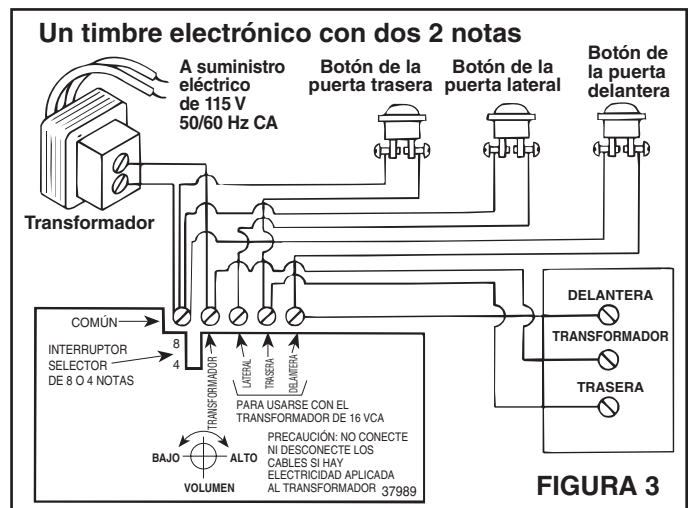 Un timbre electrónico con dos 2 notas
A suministro
eléctrico
de 115 V
50/60 Hz CA
Botón de la
puerta trasera
Botón de la
puerta lateral
Botón de
la puerta
delantera
Transformador
COMÚN
INTERRUPTOR
SELECTOR
DE 8 O 4 NOTAS
8
4
TRANSFORMADOR
LATERAL
TRASERA
DELANTERA
PARA USARSE CON EL
TRANSFORMADOR DE 16 VCA
BAJO
ALTO
VOLUMEN
PRECAUCIÓN: NO CONECTE
NI DESCONECTE LOS
CABLES SI HAY
ELECTRICIDAD APLICADA
AL TRANSFORMADOR
37989
DELANTERA
TRANSFORMADOR
TRASERA
FIGURA 3